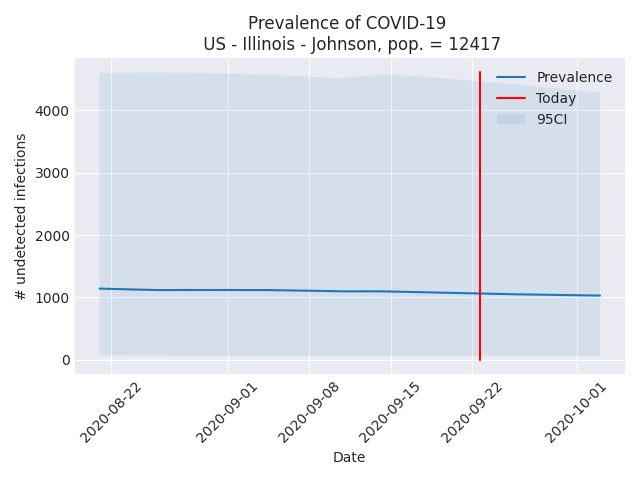 Prevalence of COVID-19
US - Illinois - Johnson, pop. = 12417
Prevalence
Today
95CI
4000
3000
2000
1000
0
# undetected infections
2020-08-22
2020-09-01
2020-09-08
2020-09-15
2020-09-22
2020-10-01
Date